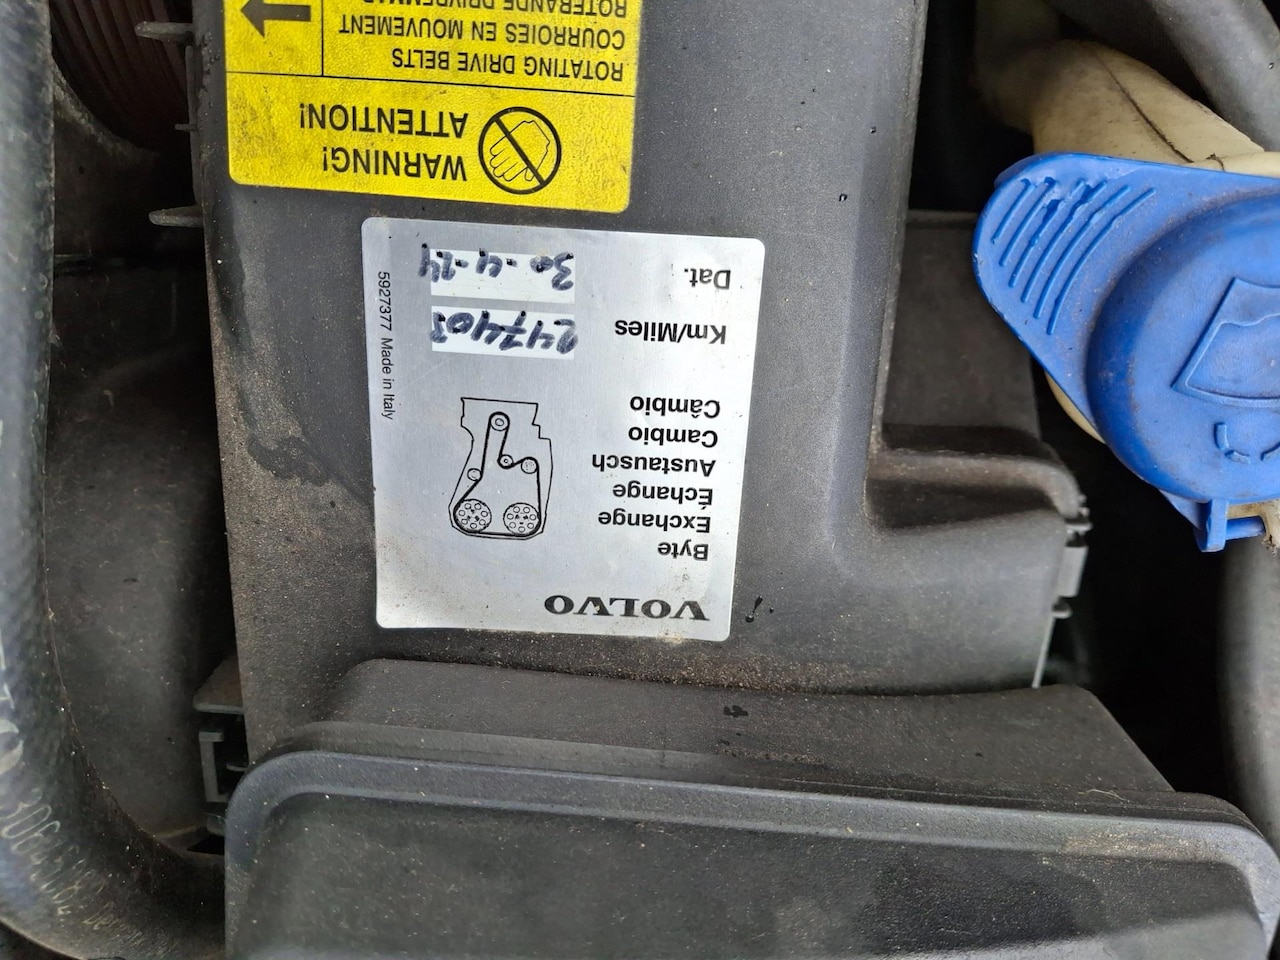 VOLVO
Byte
Exchange
Échange
Austausch
Cambio
Câmbio
Km/Miles 247403
Dat. 30-4-24
5927377 Made in Italy
WARNING!
ATTENTION!
ROTATING DRIVE BELTS
COURROIES EN MOUVEMENT